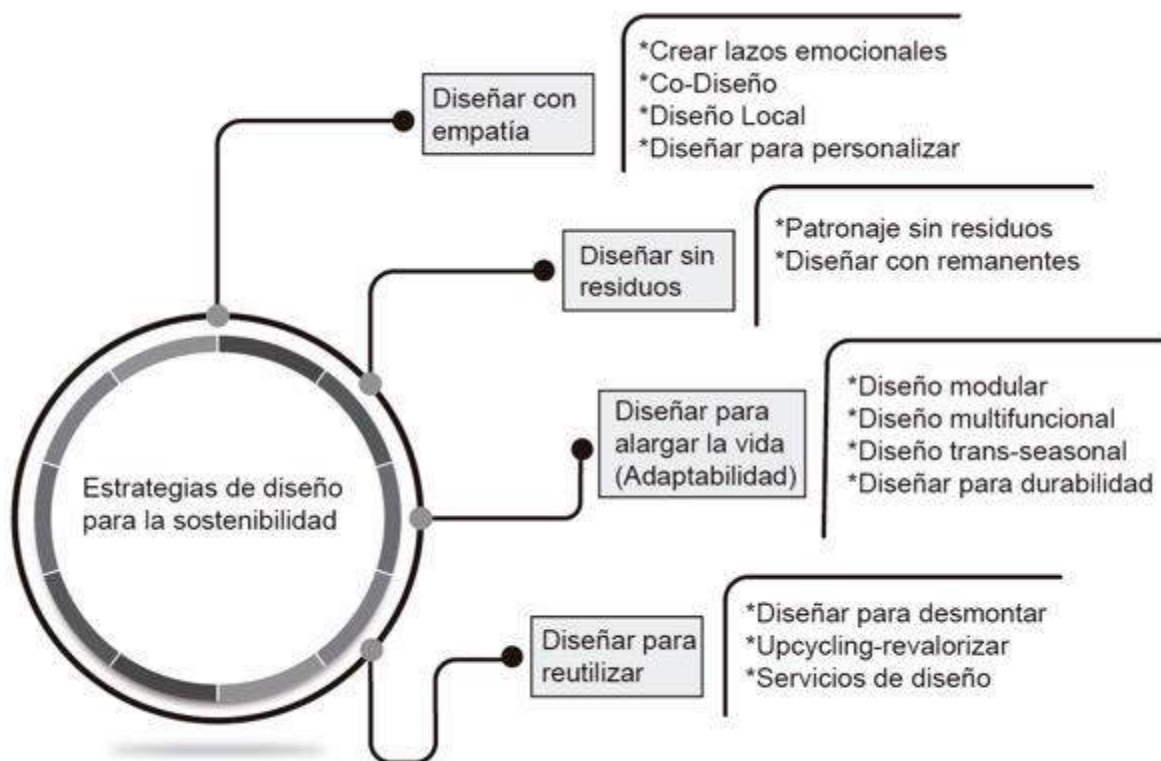 Estrategias de diseño
para la sostenibilidad
Diseñar con
empatía
*Crear lazos emocionales
*Co-Diseño
*Diseño Local
*Diseñar para personalizar
Diseñar sin
residuos
*Patronaje sin residuos
*Diseñar con remanentes
Diseñar para
alargar la vida
(Adaptabilidad)
*Diseño modular
*Diseño multifuncional
*Diseño trans-seasonal
*Diseñar para durabilidad
Diseñar para
reutilizar
*Diseñar para desmontar
*Upcycling-revalorizar
*Servicios de diseño